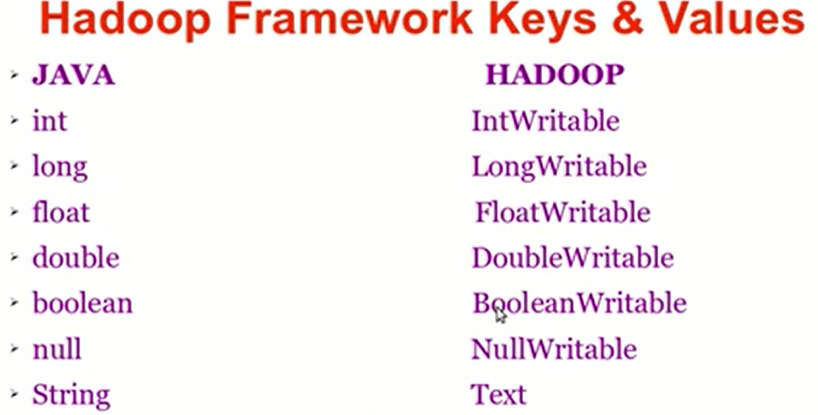 Hadoop Framework Keys & Values
JAVA HADOOP
int IntWritable
long LongWritable
float FloatWritable
double DoubleWritable
boolean BooleanWritable
null NullWritable
String Text